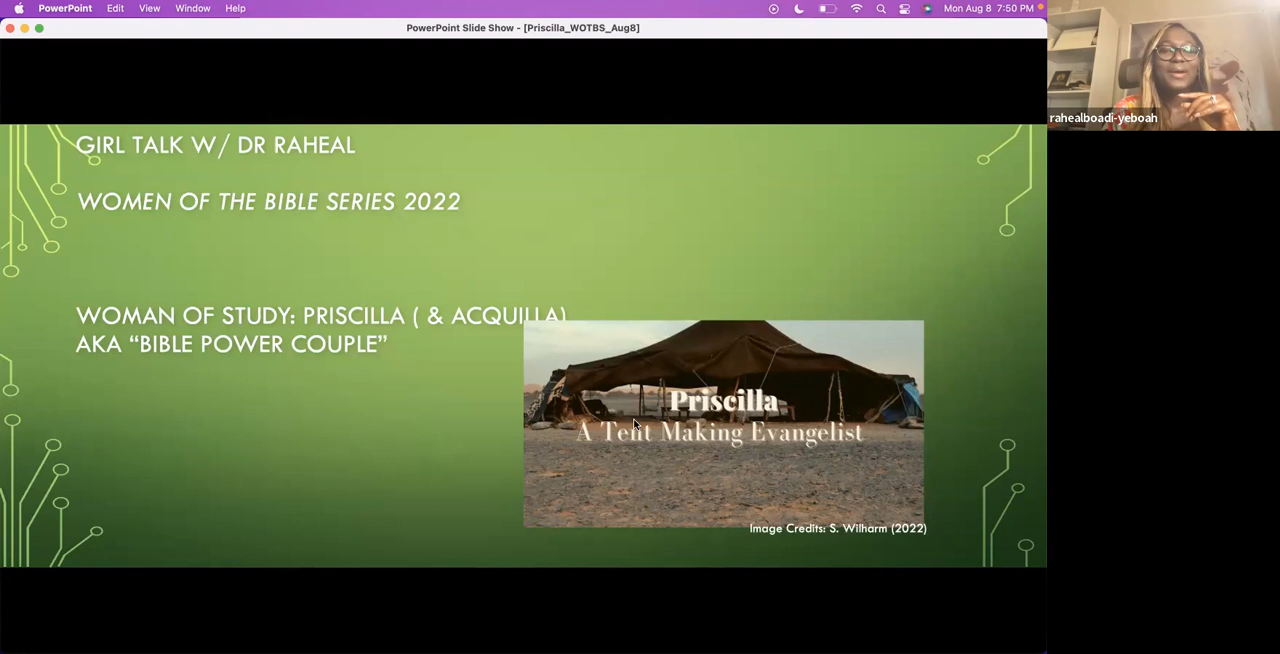 PowerPoint Edit View Window Help Mon Aug 8 7:50 PM
PowerPoint Slide Show - [Priscilla_WOTBS_Aug8]
rahealboadi-yeboah
GIRL TALK W/ DR RAHEAL
WOMEN OF THE BIBLE SERIES 2022
WOMAN OF STUDY: PRISCILLA ( & ACQUILLA)
AKA “BIBLE POWER COUPLE”
Priscilla
A Tent Making Evangelist
Image Credits: S. Wilharm (2022)